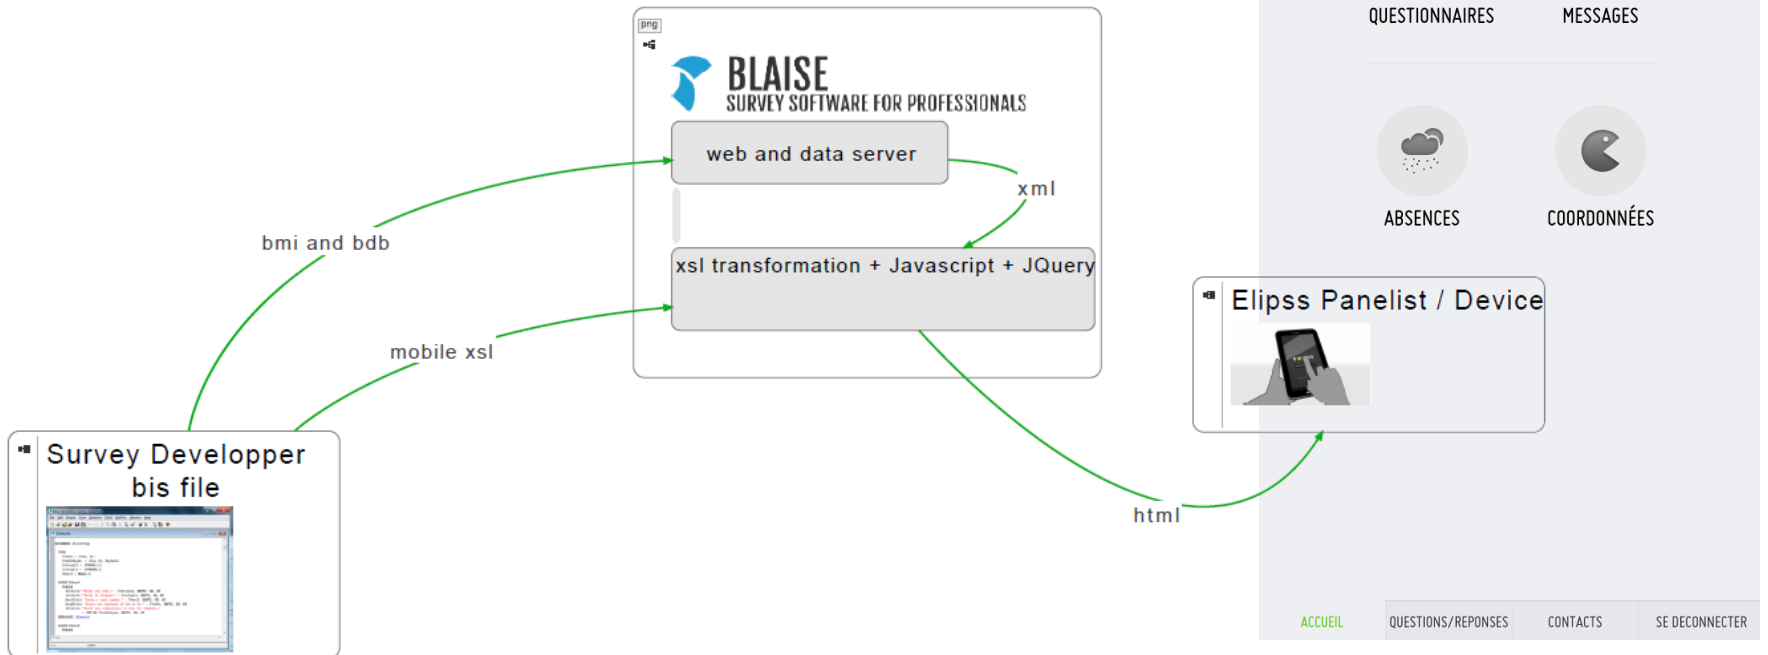 png
BLAISE
SURVEY SOFTWARE FOR PROFESSIONALS
web and data server
xml
bmi and bdb
xsl transformation + Javascript + JQuery
mobile xsl
Survey Developper
bis file
html
QUESTIONNAIRES MESSAGES
ABSENCES COORDONNÉES
Elipss Panelist / Device
ACCUEIL QUESTIONS/REPONSES CONTACTS SE DECONNECTER